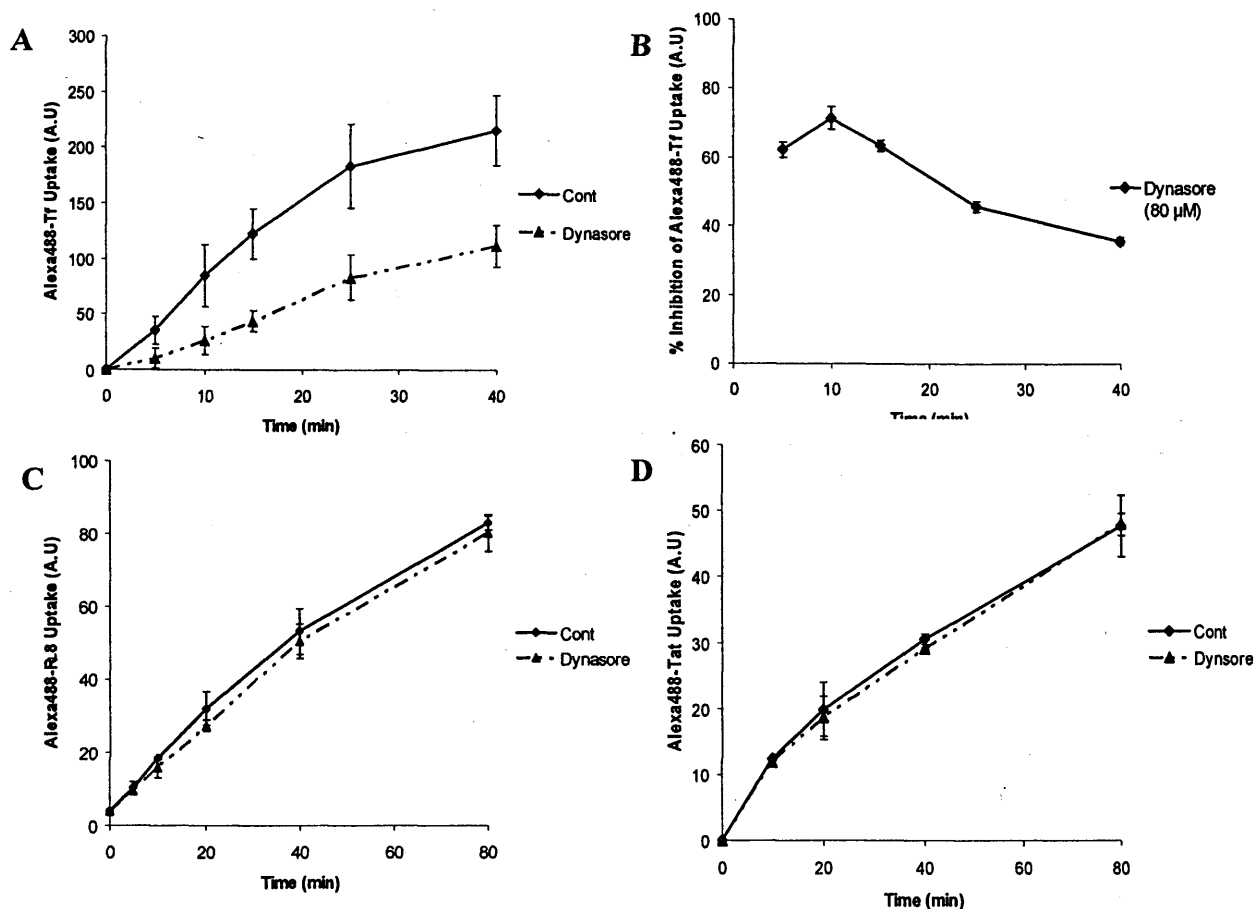 A
Alexa488-Tf Uptake (A.U)
300
250
200
150
100
50
0
0 10 20 30 40
Time (min)
Cont
Dynasore
B
% Inhibition of Alexa488-Tf Uptake (A.U)
100
80
60
40
20
0
0 10 20 30 40
Time (min)
Dynasore
(80 µM)
C
Alexa488-R8 Uptake (A.U)
100
80
60
40
20
0
0 20 40 60 80
Time (min)
Cont
Dynasore
D
Alexa488-Tat Uptake (A.U)
60
50
40
30
20
10
0
0 20 40 60 80
Time (min)
Cont
Dynsore